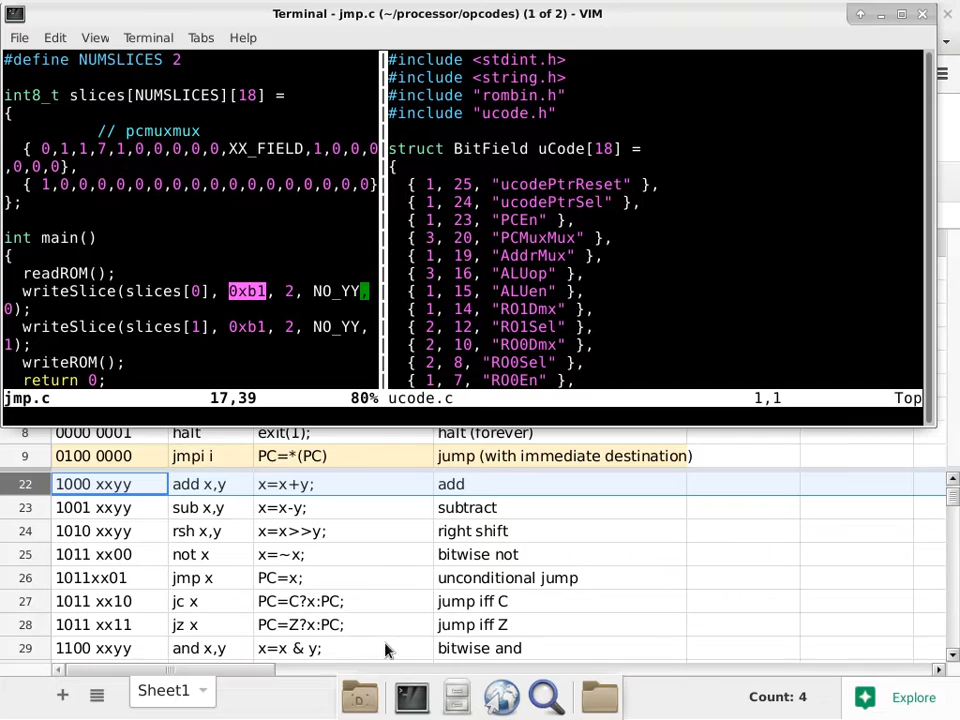 Terminal - jmp.c (~/processor/opcodes) (1 of 2) - VIM
File Edit View Terminal Tabs Help
#define NUMSLICES 2
int8_t slices[NUMSLICES][18] =
{
// pcmuxmux
{ 0,1,1,7,1,0,0,0,0,0,XX_FIELD,1,0,0,0
,0,0,0},
{ 1,0,0,0,0,0,0,0,0,0,0,0,0,0,0,0,0,0}
};
int main()
{
readROM();
writeSlice(slices[0], 0xb1, 2, NO_YY,
0);
writeSlice(slices[1], 0xb1, 2, NO_YY,
1);
writeROM();
return 0;
jmp.c 17,39 80%
#include <stdint.h>
#include <string.h>
#include "rombin.h"
#include "ucode.h"
struct BitField uCode[18] =
{
{ 1, 25, "ucodePtrReset" },
{ 1, 24, "ucodePtrSel" },
{ 1, 23, "PCEn" },
{ 3, 20, "PCMuxMux" },
{ 1, 19, "AddrMux" },
{ 3, 16, "ALUop" },
{ 1, 15, "ALUen" },
{ 1, 14, "RO1Dmx" },
{ 2, 12, "RO1Sel" },
{ 2, 10, "RO0Dmx" },
{ 2, 8, "RO0Sel" },
{ 1, 7, "RO0En" },
ucode.c 1,1 Top
8 0000 0001 halt exit(1); halt (forever)
9 0100 0000 jmpi i PC=*(PC) jump (with immediate destination)
22 1000 xxyy add x,y x=x+y; add
23 1001 xxyy sub x,y x=x-y; subtract
24 1010 xxyy rsh x,y x=x>>y; right shift
25 1011 xx00 not x x=~x; bitwise not
26 1011xx01 jmp x PC=x; unconditional jump
27 1011 xx10 jc x PC=C?x:PC; jump iff C
28 1011 xx11 jz x PC=Z?x:PC; jump iff Z
29 1100 xxyy and x,y x=x & y; bitwise and
Sheet1 Count: 4 Explore